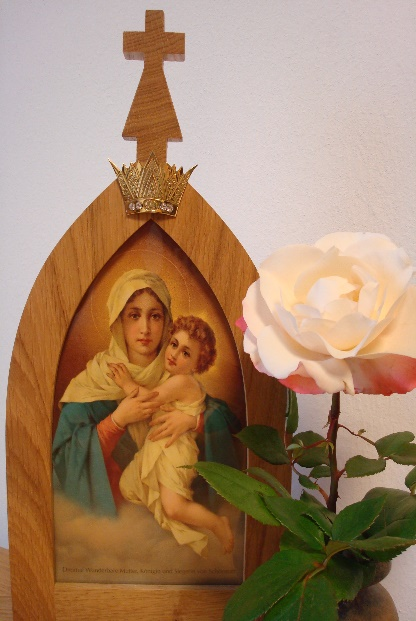 Dreimal Wunderbare Mutter, Königin und Siegerin von Schönstatt